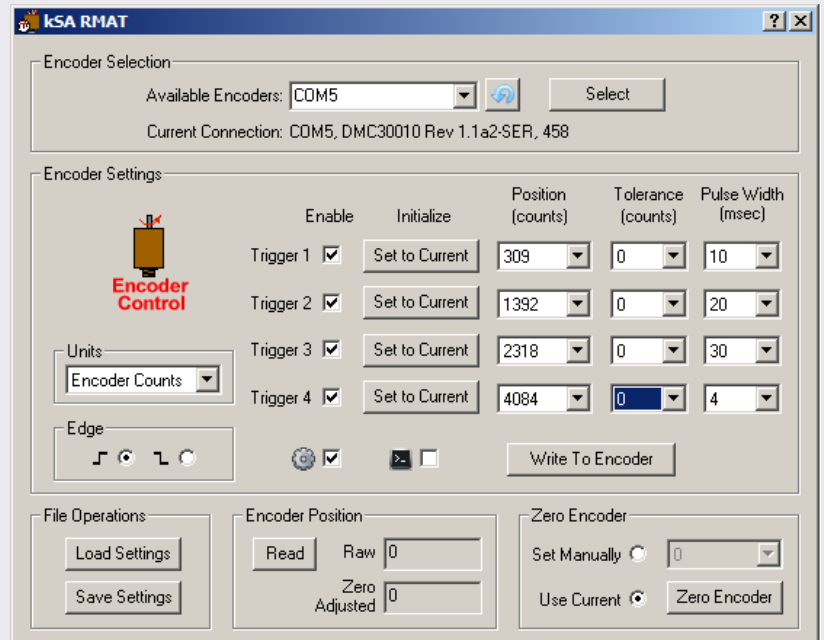 kSA RMAT
Encoder Selection
Available Encoders: COM5 Select
Current Connection: COM5, DMC30010 Rev 1.1a2-SER, 458
Encoder Settings
Enable Initialize Position (counts) Tolerance (counts) Pulse Width (msec)
Trigger 1 Set to Current 309 0 10
Encoder Control
Trigger 2 Set to Current 1392 0 20
Units
Trigger 3 Set to Current 2318 0 30
Encoder Counts
Trigger 4 Set to Current 4084 0 4
Edge
Write To Encoder
File Operations
Load Settings
Save Settings
Encoder Position
Read Raw 0
Zero Adjusted 0
Zero Encoder
Set Manually 0
Use Current Zero Encoder